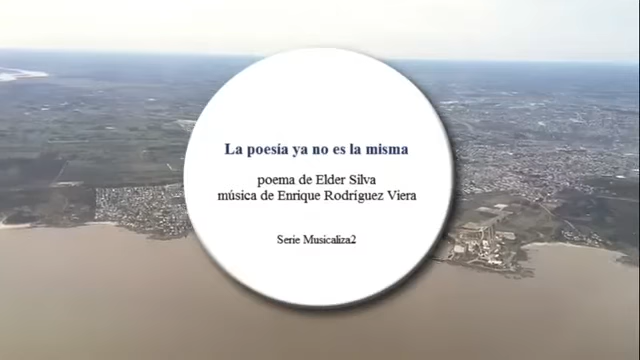 La poesía ya no es la misma
poema de Elder Silva
música de Enrique Rodríguez Viera
Serie Musicaliza2